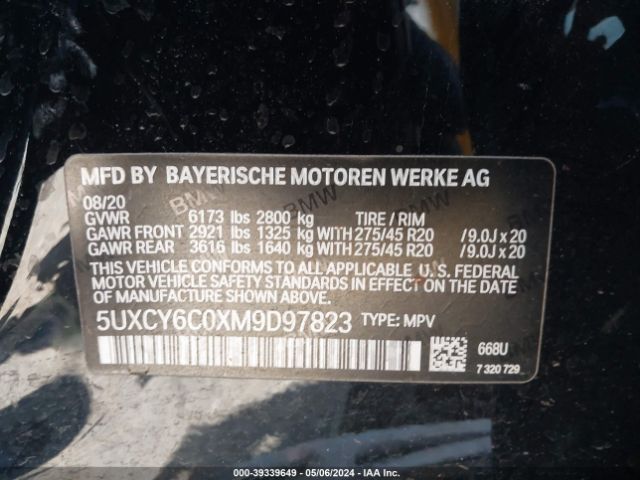 MFD BY BAYERISCHE MOTOREN WERKE AG
08/20
GVWR 6173 lbs 2800 kg TIRE / RIM
GAWR FRONT 2921 lbs 1325 kg WITH 275/45 R20 /9.0J x 20
GAWR REAR 3616 lbs 1640 kg WITH 275/45 R20 /9.0J x 20
THIS VEHICLE CONFORMS TO ALL APPLICABLE U. S. FEDERAL
MOTOR VEHICLE SAFETY STANDARDS IN EFFECT ON THE
DATE OF MANUFACTURE SHOWN ABOVE.
5UXCY6C0XM9D97823 TYPE: MPV
668U
7 320 729
000-39339649 - 05/06/2024 - IAA Inc.